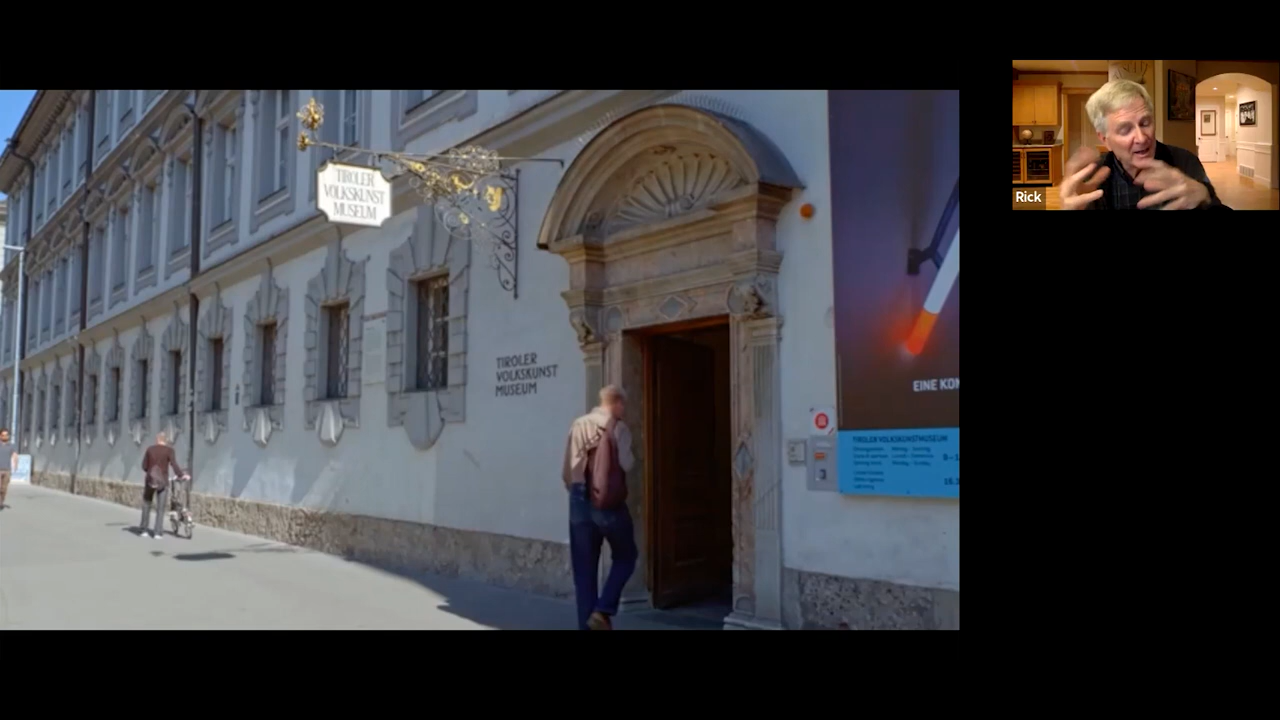 TIROLER
VOLKSKUNST
MUSEUM
TIROLER
VOLKSKUNST
MUSEUM
EINE KON
TIROLER VOLKSKUNSTMUSEUM
Rick